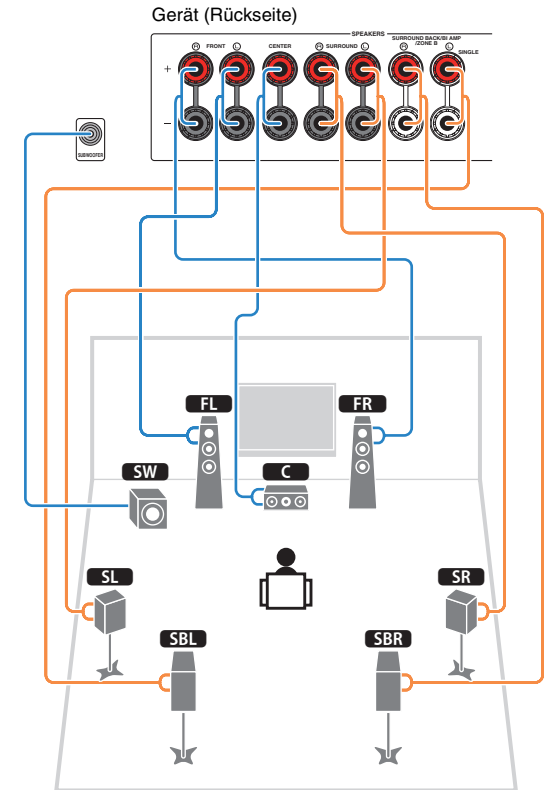 Gerät (Rückseite)
SPEAKERS
SURROUND BACK/BI AMP
/ZONE B
R FRONT L
CENTER
R SURROUND L
R L
SINGLE
+
–
SUBWOOFER
FL
FR
SW
C
SL
SR
SBL
SBR